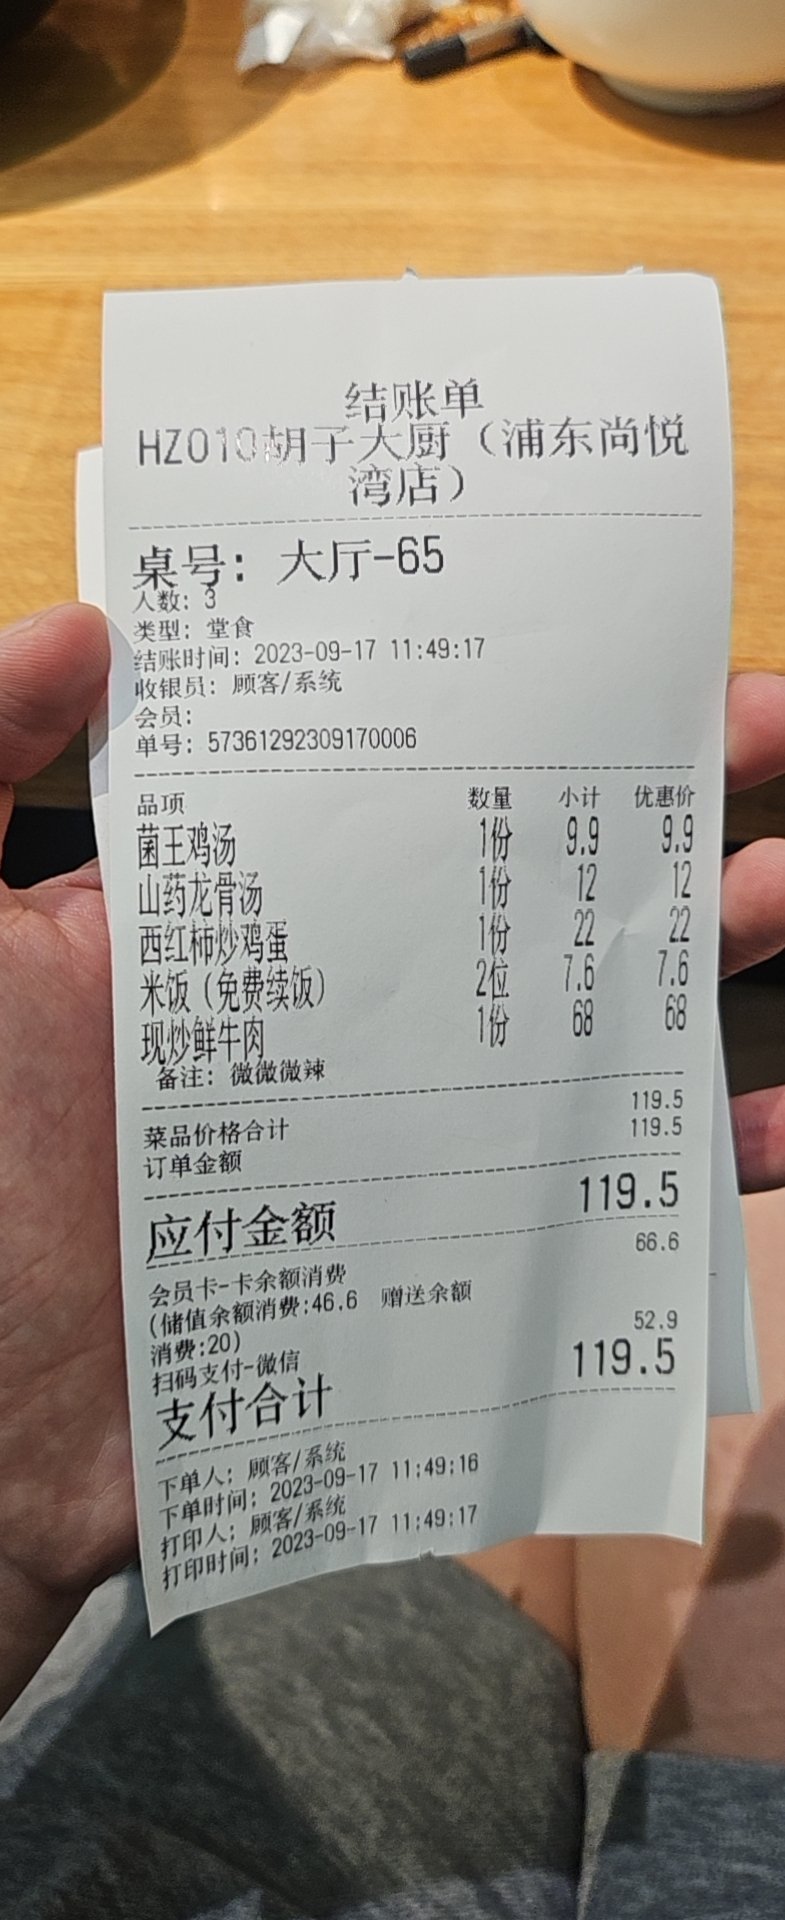 结账单
HZ010胡子大厨（浦东尚悦
湾店）
桌号：大厅-65
人数：3
类型：堂食
结账时间：2023-09-17 11:49:17
收银员：顾客/系统
会员：
单号：57361292309170006
品项 数量 小计 优惠价
菌王鸡汤 1份 9.9 9.9
山药龙骨汤 1份 12 12
西红柿炒鸡蛋 1份 22 22
米饭（免费续饭） 2位 7.6 7.6
现炒鲜牛肉 1份 68 68
备注：微微微辣
菜品价格合计 119.5
订单金额 119.5
应付金额 119.5
会员卡-卡余额消费 66.6
(储值余额消费:46.6 赠送余额
消费:20)
扫码支付-微信 52.9
支付合计 119.5
下单人：顾客/系统
下单时间：2023-09-17 11:49:16
打印人：顾客/系统
打印时间：2023-09-17 11:49:17